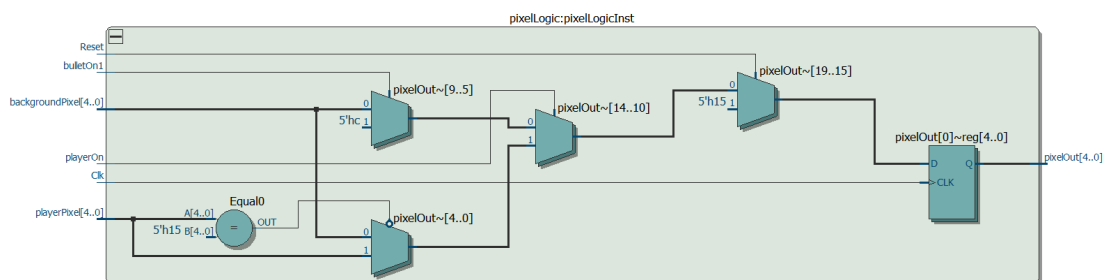 pixelLogic:pixelLogicInst
Reset
bulletOn1
backgroundPixel[4..0]
playerOn
Clk
playerPixel[4..0]
pixelOut~[9..5]
0
5'hc 1
pixelOut~[14..10]
0
1
pixelOut~[19..15]
0
5'h15 1
Equal0
A[4..0]
5'h15 B[4..0]
=
OUT
pixelOut~[4..0]
0
1
pixelOut[0]~reg[4..0]
D Q
>CLK
pixelOut[4..0]